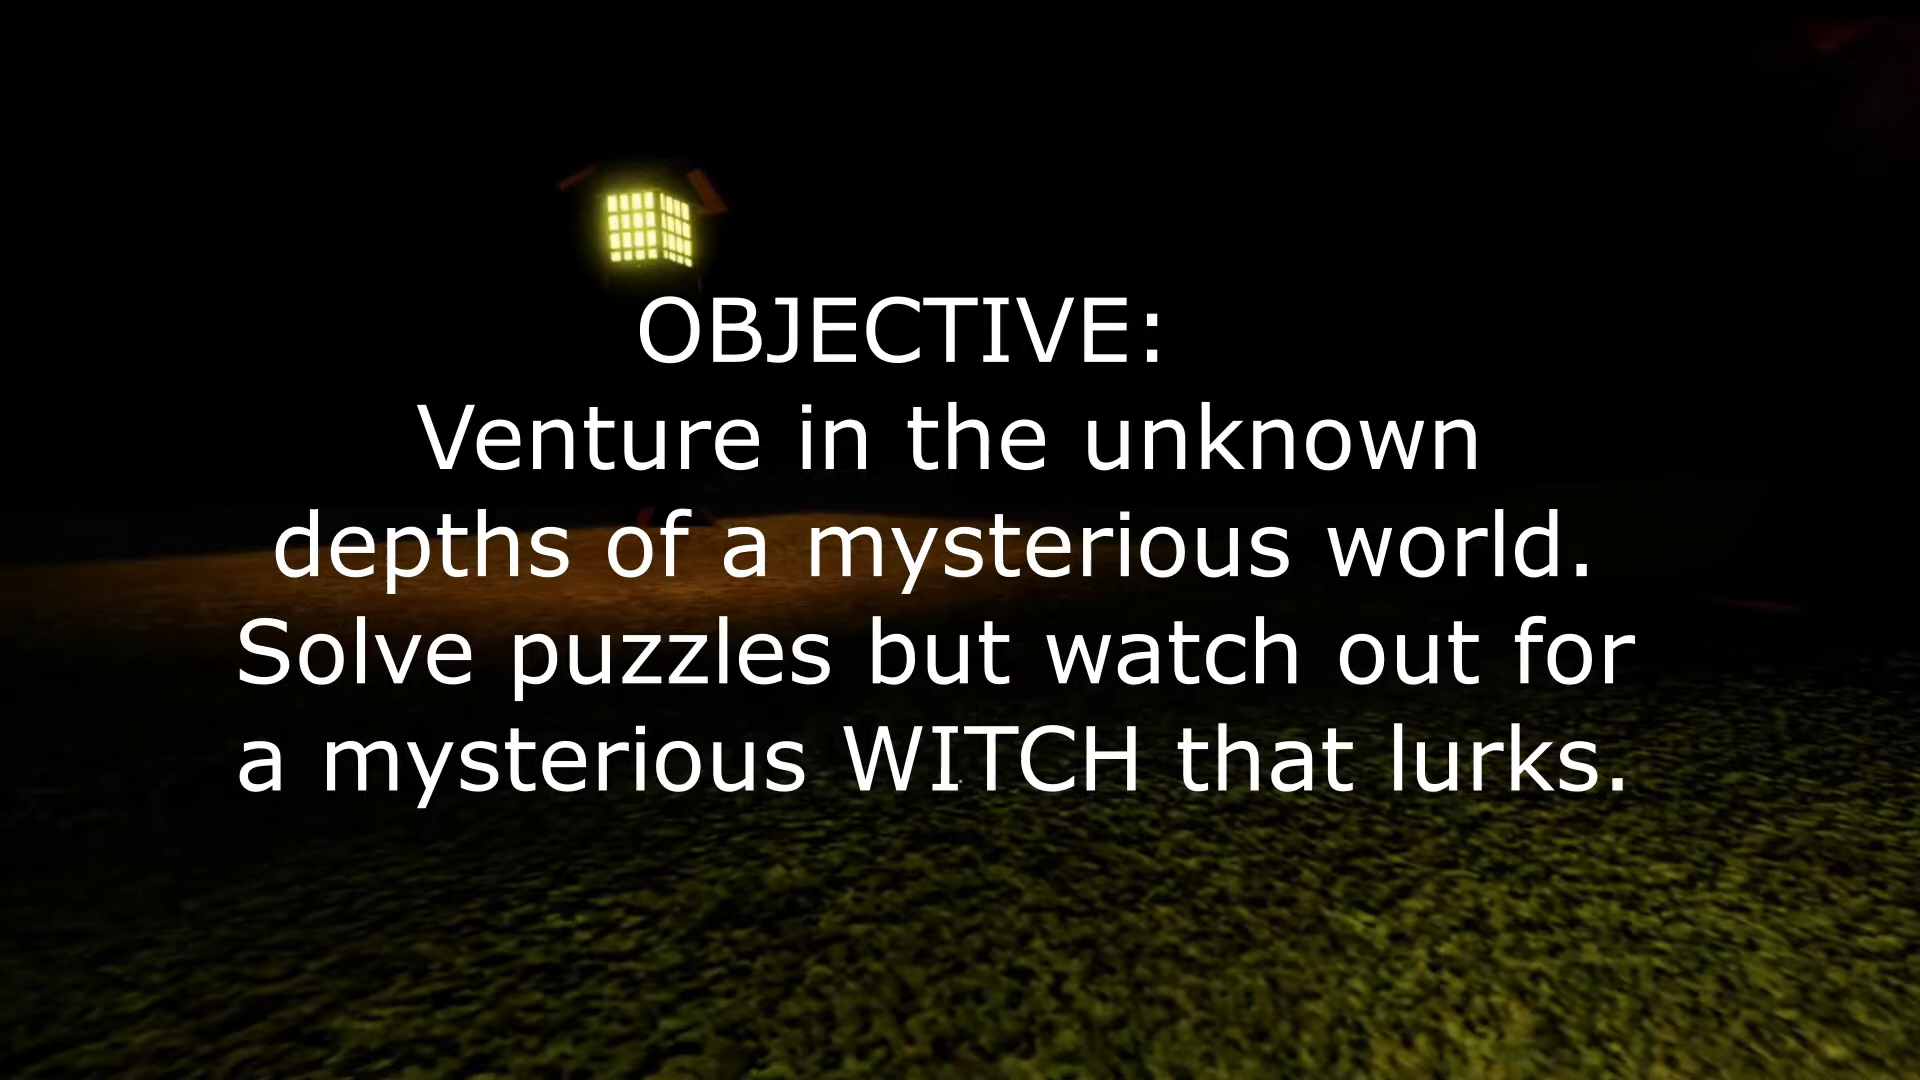 OBJECTIVE:
Venture in the unknown
depths of a mysterious world.
Solve puzzles but watch out for
a mysterious WITCH that lurks.